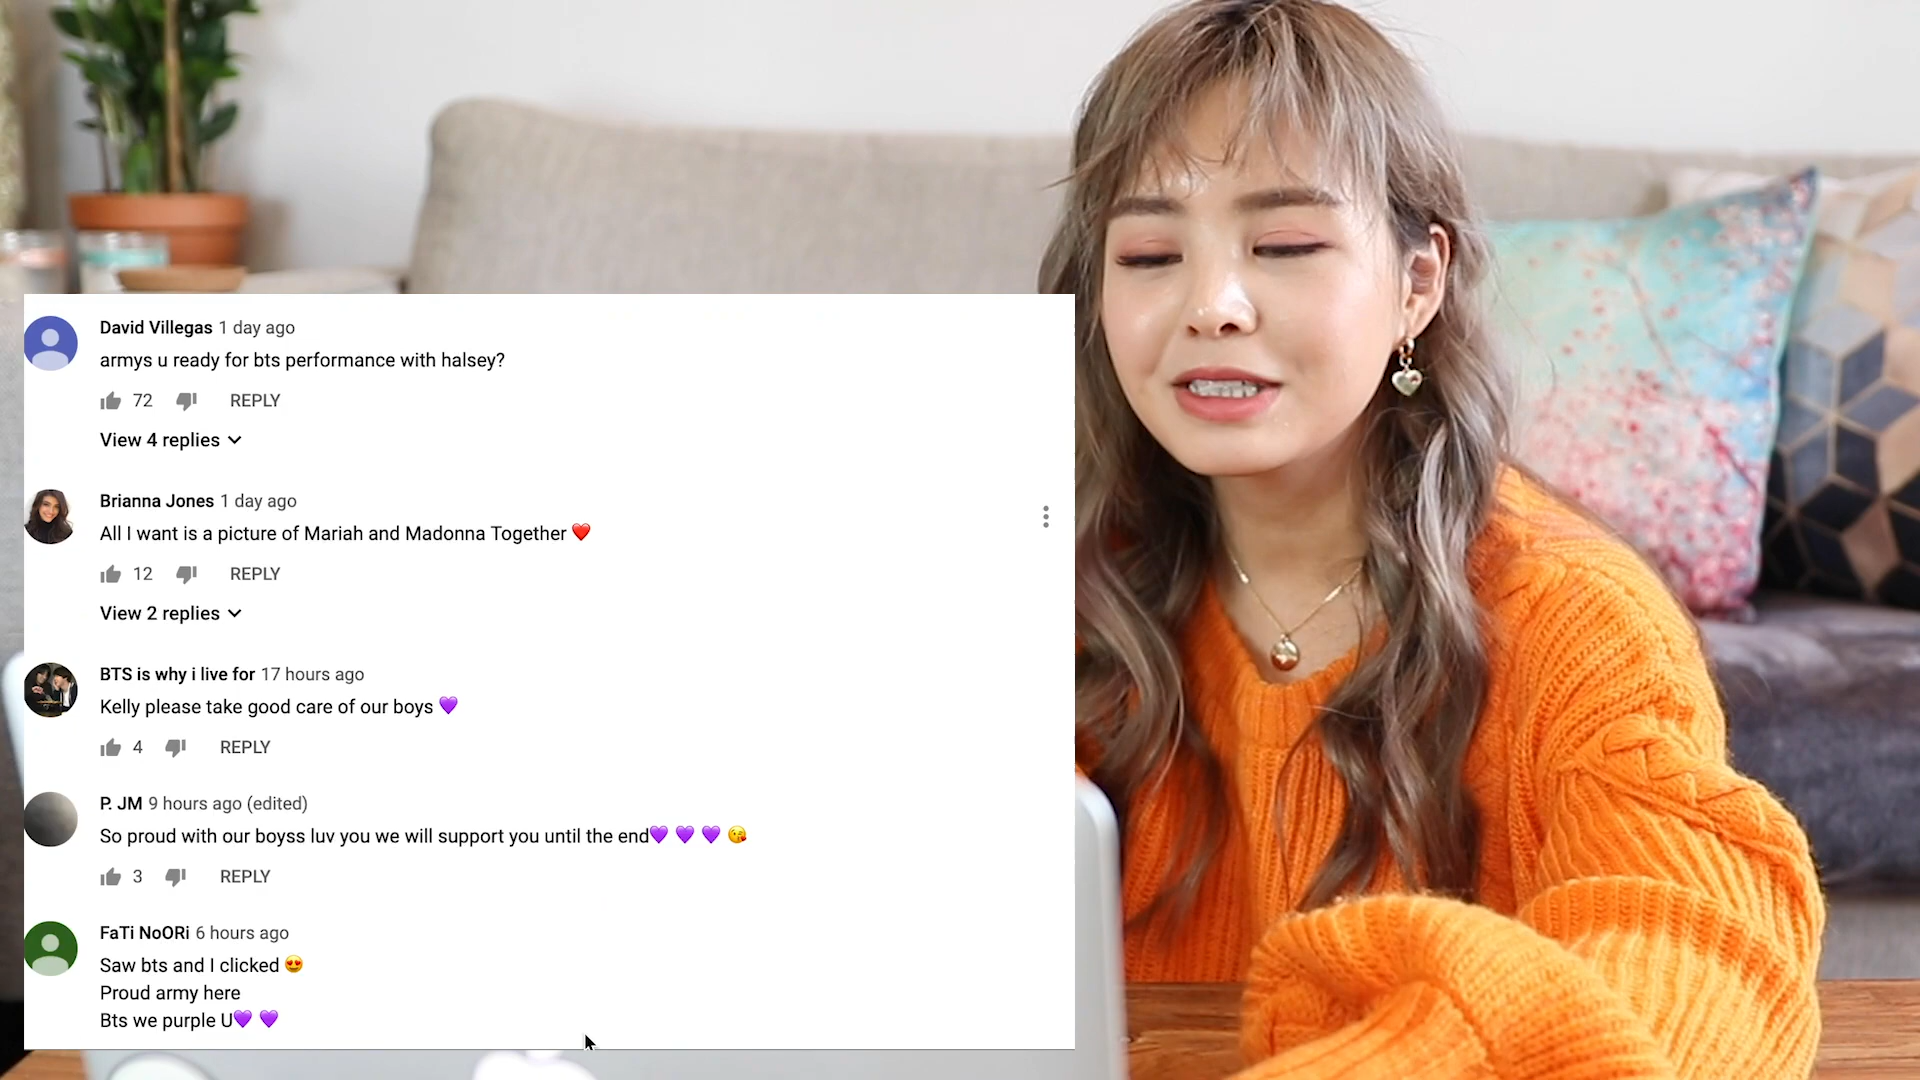 David Villegas 1 day ago
armys u ready for bts performance with halsey?
72 REPLY
View 4 replies
Brianna Jones 1 day ago
All I want is a picture of Mariah and Madonna Together ❤️
12 REPLY
View 2 replies
BTS is why i live for 17 hours ago
Kelly please take good care of our boys 💜
4 REPLY
P. JM 9 hours ago (edited)
So proud with our boyss luv you we will support you until the end💜 💜 💜 😘
3 REPLY
FaTi NoORi 6 hours ago
Saw bts and I clicked 😍
Proud army here
Bts we purple U💜 💜